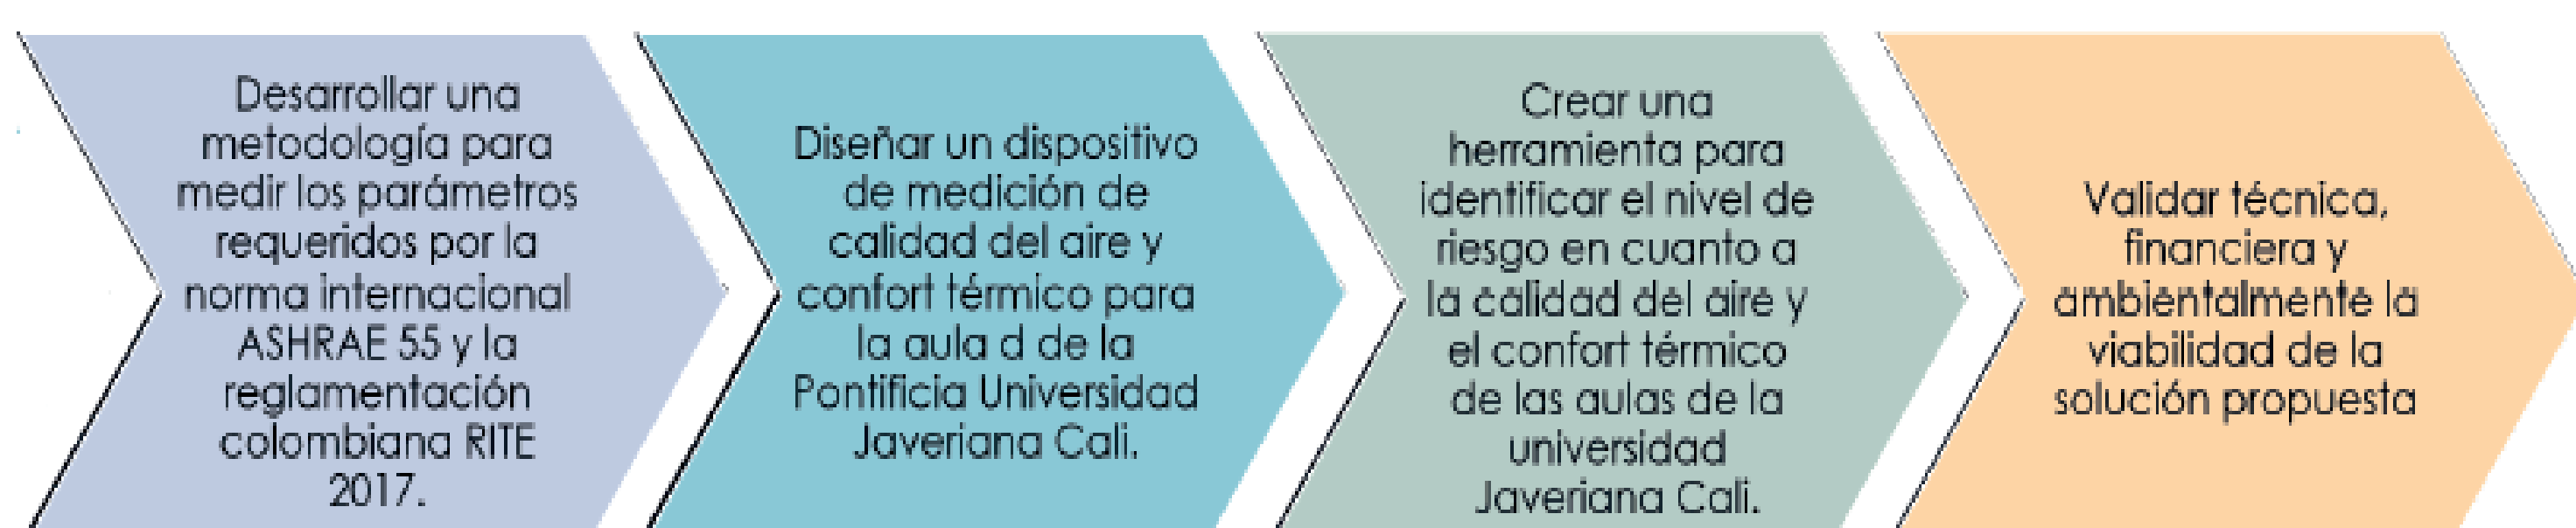 Desarrollar una
metodología para
medir los parámetros
requeridos por la
norma internacional
ASHRAE 55 y la
reglamentación
colombiana RITE
2017.
Diseñar un dispositivo
de medición de
calidad del aire y
confort térmico para
la aula d de la
Pontificia Universidad
Javeriana Cali.
Crear una
herramienta para
identificar el nivel de
riesgo en cuanto a
la calidad del aire y
el confort térmico
de las aulas de la
universidad
Javeriana Cali.
Validar técnica,
financiera y
ambientalmente la
viabilidad de la
solución propuesta